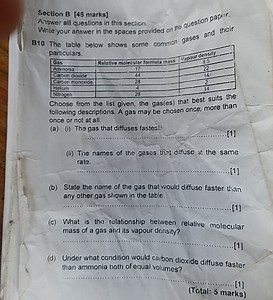 Section B [45 marks]
Answer all questions in this section.
Write your answer in the spaces provided on the question paper.
B10 The table below shows some common gases and their
particulars.
Gas Relative molecular formula mass Vapour density
Ammonia 8.5
Carbon dioxide 44 22
Carbon monoxide 28 14
Helium 4 2
Nitrogen 28 14
Choose from the list given, the gas(es) that best suits the
following descriptions. A gas may be chosen once, more than
once or not at all.
(a) (i) The gas that diffuses fastest.
[1]
(ii) The names of the gases that diffuse at the same
rate.
[1]
(b) State the name of the gas that would diffuse faster than
any other gas shown in the table.
[1]
(c) What is the relationship between relative molecular
mass of a gas and its vapour density?
[1]
(d) Under what condition would carbon dioxide diffuse faster
than ammonia both of equal volumes?
[1]
(Total: 5 marks)